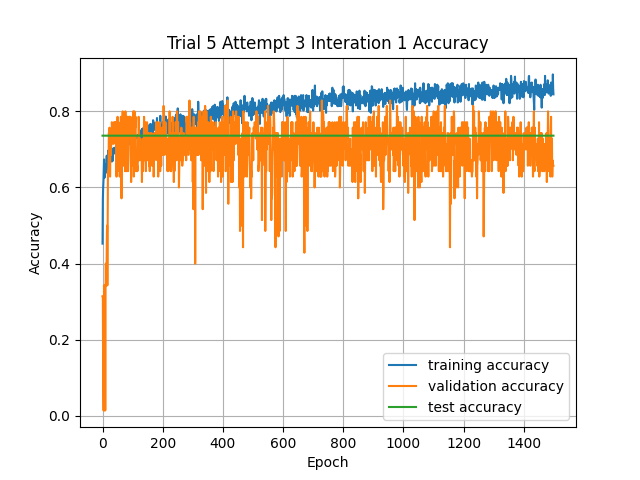 Trial 5 Attempt 3 Interation 1 Accuracy
Accuracy
0.8
0.6
0.4
0.2
0.0
training accuracy
validation accuracy
test accuracy
0 200 400 600 800 1000 1200 1400
Epoch